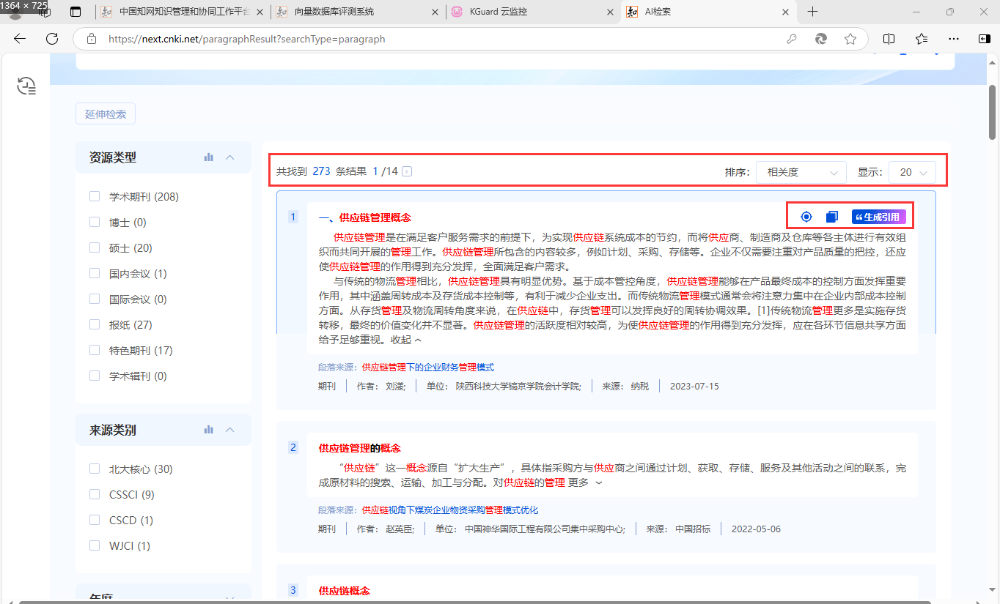 1364 × 725
中国知网知识管理和协同工作平台
向量数据库评测系统
KGuard 云监控
AI检索
https://next.cnki.net/paragraphResult?searchType=paragraph
延伸检索
资源类型
学术期刊 (208)
博士 (0)
硕士 (20)
国内会议 (1)
国际会议 (0)
报纸 (27)
特色期刊 (17)
学术辑刊 (0)
来源类别
北大核心 (30)
CSSCI (9)
CSCD (1)
WJCI (1)
年度
共找到 273 条结果 1 /14
排序： 相关度 显示： 20
1
一、供应链管理概念
生成引用
供应链管理是在满足客户服务需求的前提下，为实现供应链系统成本的节约，而将供应商、制造商及仓库等各主体进行有效组
织而共同开展的管理工作。供应链管理所包含的内容较多，例如计划、采购、存储等。企业不仅需要注重对产品质量的把控，还应
使供应链管理的作用得到充分发挥，全面满足客户需求。
与传统的物流管理相比，供应链管理具有明显优势。基于成本管控角度，供应链管理能够在产品最终成本的控制方面发挥重要
作用，其中涵盖周转成本及存货成本控制等，有利于减少企业支出。而传统物流管理模式通常会将注意力集中在企业内部成本控制
方面。从存货管理及物流周转角度来说，在供应链中，存货管理可以发挥良好的周转协调效果。[1]传统物流管理更多是实施存货
转移，最终的价值变化并不显著。供应链管理的活跃度相对较高，为使供应链管理的作用得到充分发挥，应在各环节信息共享方面
给予足够重视。收起
段落来源：供应链管理下的企业财务管理模式
期刊 作者： 刘漾; 单位： 陕西科技大学镐京学院会计学院; 来源： 纳税 2023-07-15
2
供应链管理的概念
“供应链”这一概念源自“扩大生产”，具体指采购方与供应商之间通过计划、获取、存储、服务及其他活动之间的联系，完
成原材料的搜索、运输、加工与分配。对供应链的管理 更多
段落来源：供应链视角下煤炭企业物资采购管理模式优化
期刊 作者： 赵英臣; 单位： 中国神华国际工程有限公司集中采购中心; 来源： 中国招标 2022-05-06
3
供应链概念